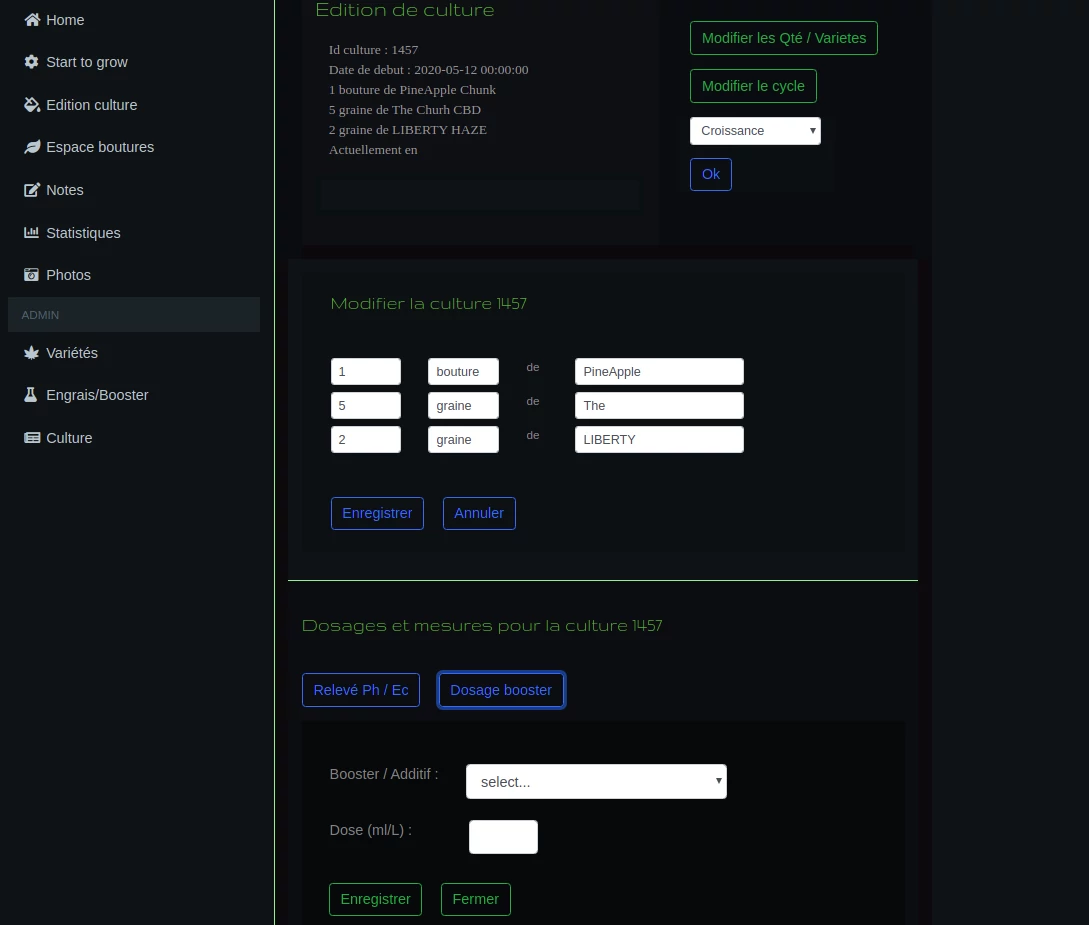 Home
Start to grow
Edition culture
Espace boutures
Notes
Statistiques
Photos
ADMIN
Variétés
Engrais/Booster
Culture
Edition de culture
Id culture : 1457
Date de debut : 2020-05-12 00:00:00
1 bouture de PineApple Chunk
5 graine de The Churh CBD
2 graine de LIBERTY HAZE
Actuellement en
Modifier les Qté / Varietes
Modifier le cycle
Croissance
Ok
Modifier la culture 1457
1 bouture de PineApple
5 graine de The
2 graine de LIBERTY
Enregistrer Annuler
Dosages et mesures pour la culture 1457
Relevé Ph / Ec Dosage booster
Booster / Additif : select...
Dose (ml/L) :
Enregistrer Fermer